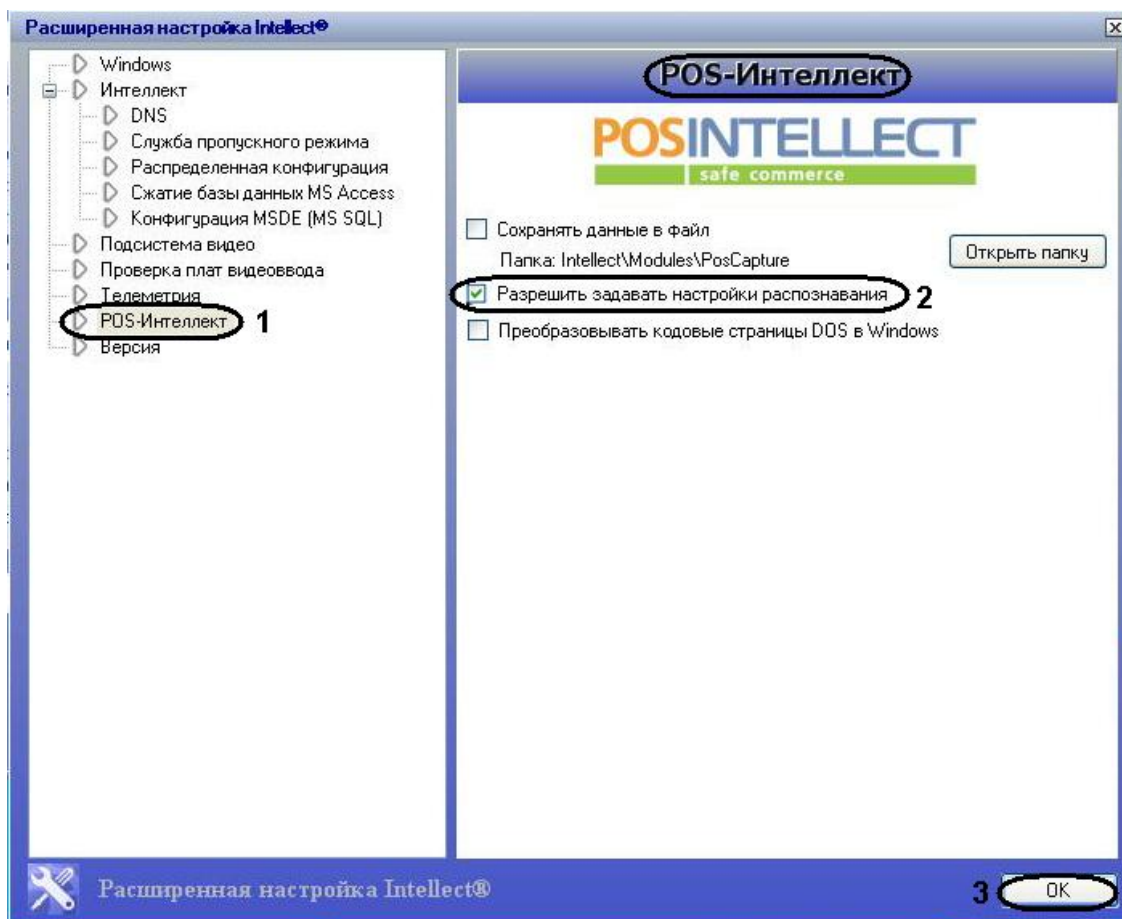 Расширенная настройка Intellect®
Windows
Интеллект
DNS
Служба пропускного режима
Распределенная конфигурация
Сжатие базы данных MS Access
Конфигурация MSDE (MS SQL)
Подсистема видео
Проверка плат видеоввода
Телеметрия
POS-Интеллект 1
Версия
POS-Интеллект
POSINTELLECT
safe commerce
Сохранять данные в файл
Папка: Intellect\Modules\PosCapture
Открыть папку
Разрешить задавать настройки распознавания 2
Преобразовывать кодовые страницы DOS в Windows
Расширенная настройка Intellect®
3 OK